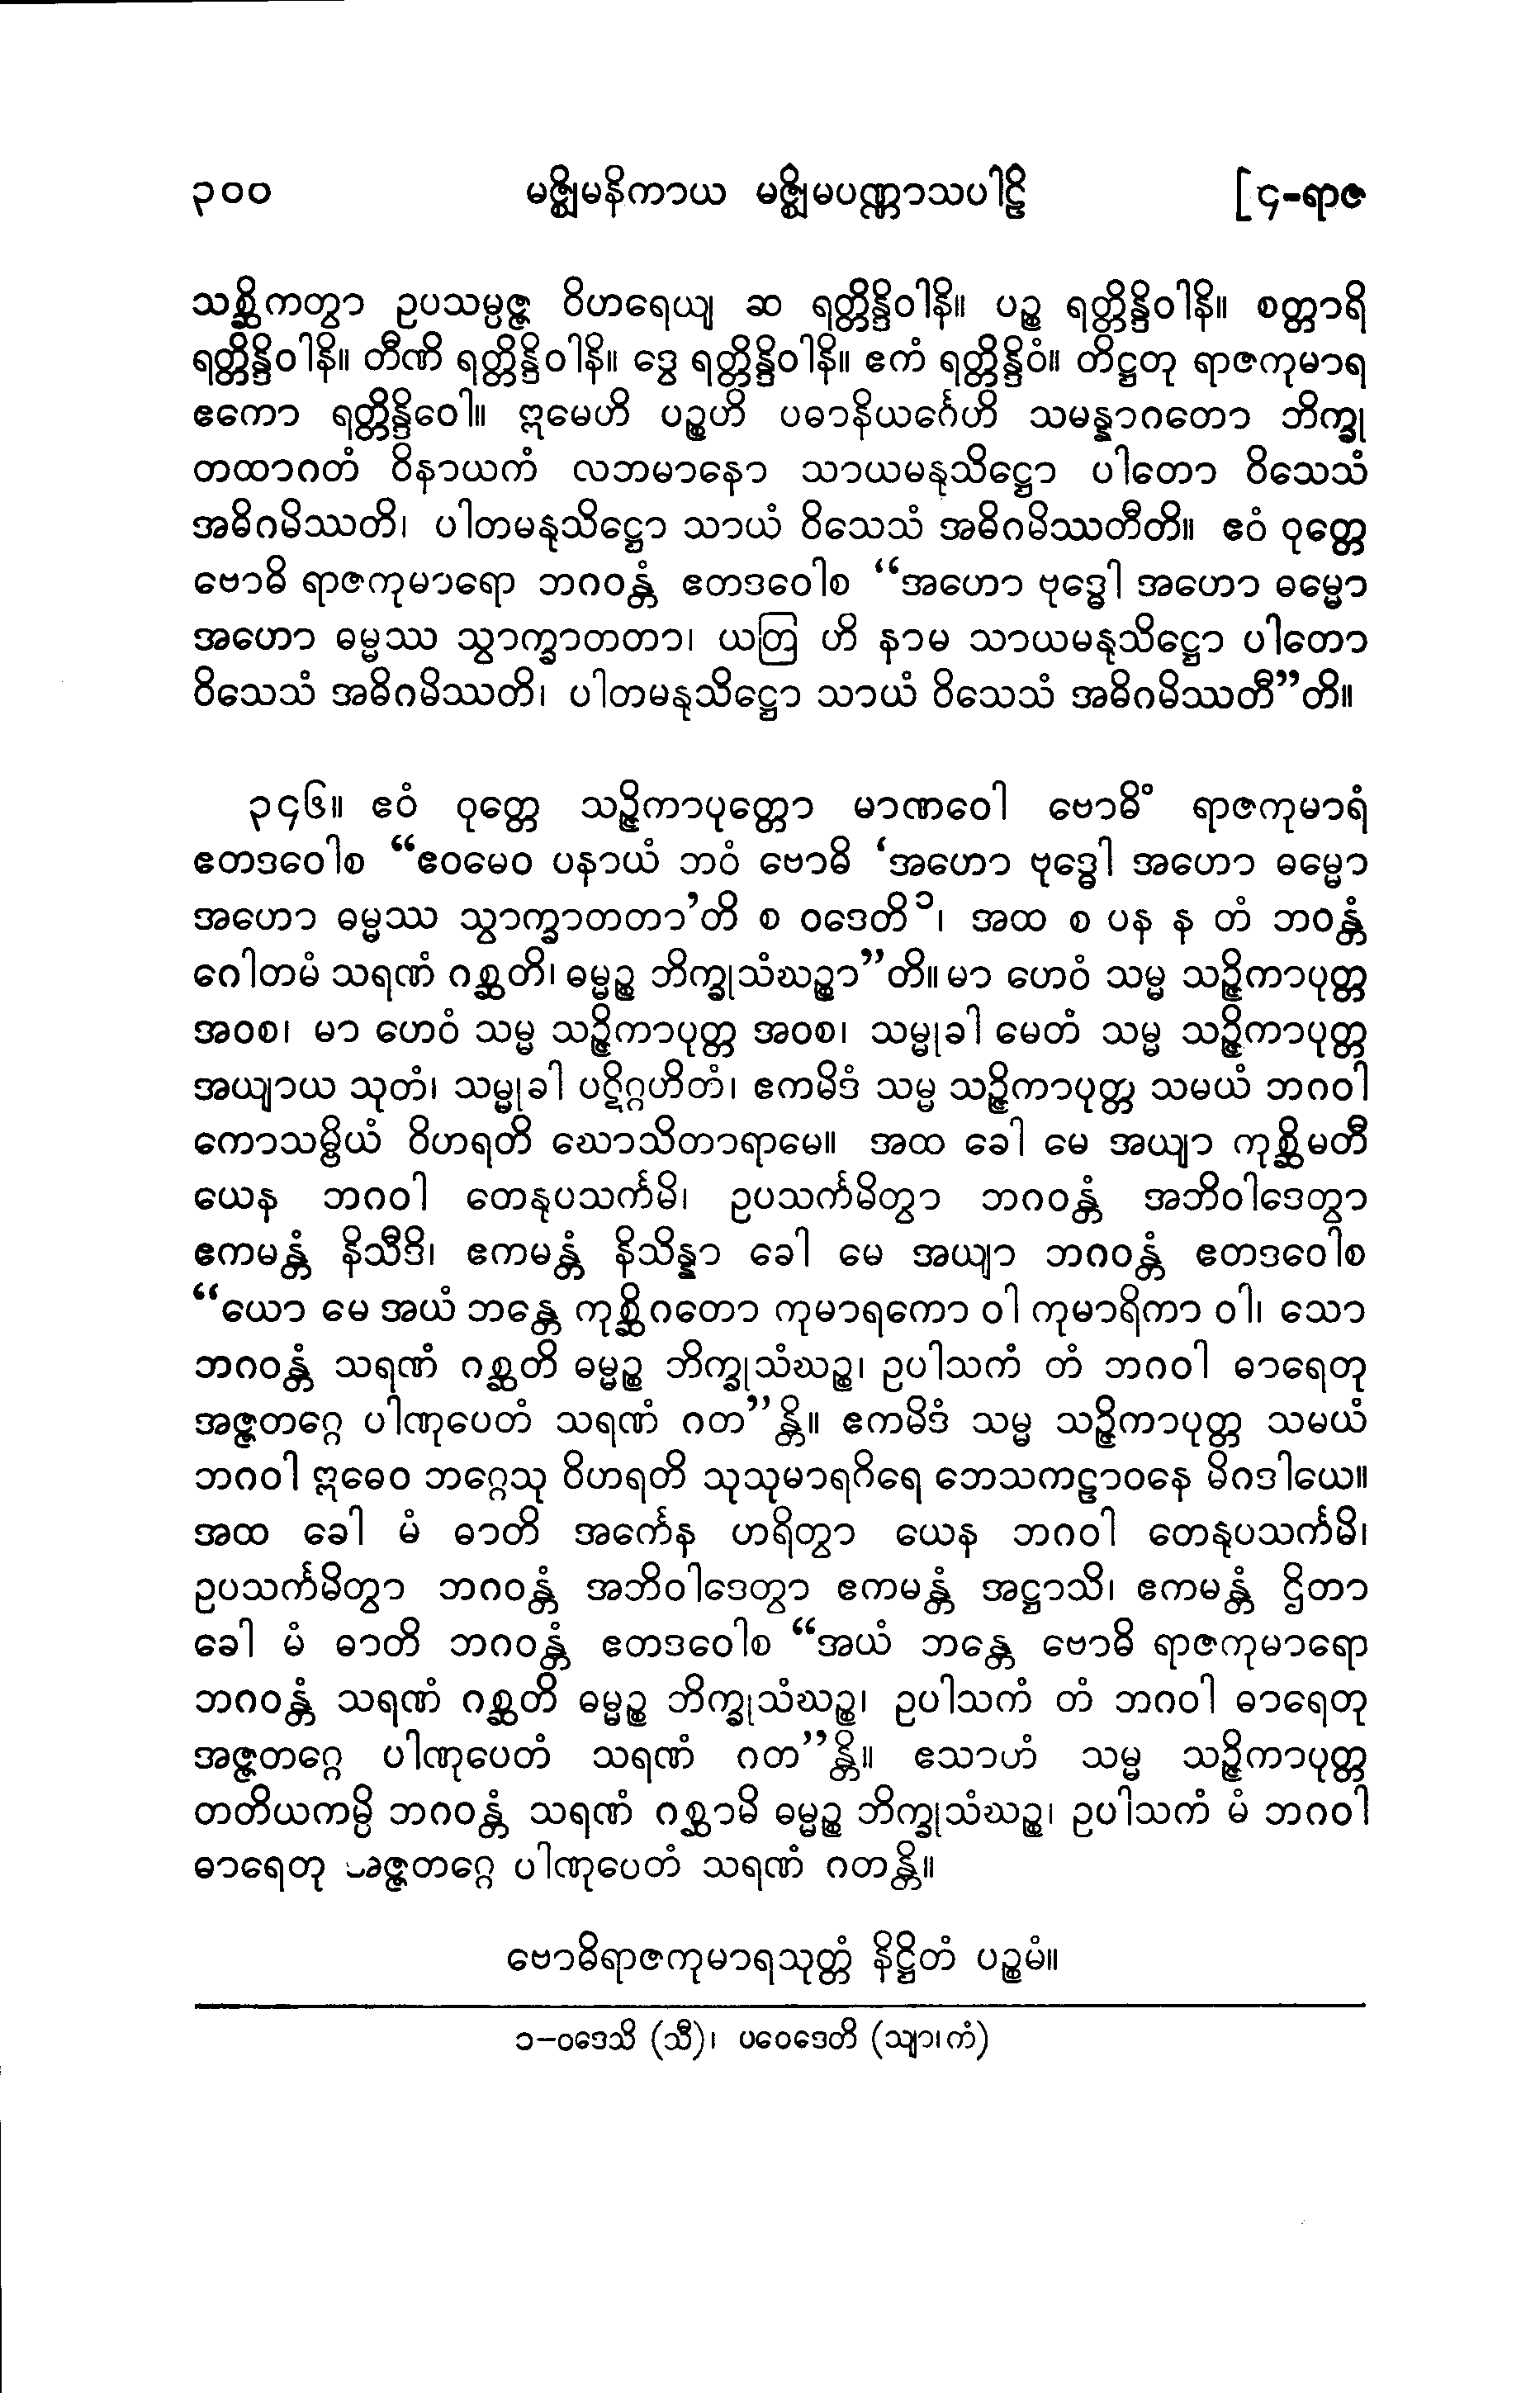 ၃၀၀ မဇ္ဈိမနိကာယ မဇ္ဈိမပဏ္ဏာသပါဠိ [၄-ရာဇ
သစ္ဆိကတွာ ဥပသမ္ပဇ္ဇ ဝိဟရေယျ ဆ ရတ္တိန္ဒိဝါနိ။ ပဉ္စ ရတ္တိန္ဒိဝါနိ။ စတ္တာရိ
ရတ္တိန္ဒိဝါနိ။ တီဏိ ရတ္တိန္ဒိဝါနိ။ ဒွေ ရတ္တိန္ဒိဝါနိ။ ဧကံ ရတ္တိန္ဒိဝံ။ တိဋ္ဌတု ရာဇကုမာရ
ဧကော ရတ္တိန္ဒိဝေါ။ ဣမေဟိ ပဉ္စဟိ ပဓာနိယင်္ဂေဟိ သမန္နာဂတော ဘိက္ခု
တထာဂတံ ဝိနာယကံ လဘမာနော သာယမနုသိဋ္ဌော ပါတော ဝိသေသံ
အဓိဂမိဿတိ၊ ပါတမနုသိဋ္ဌော သာယံ ဝိသေသံ အဓိဂမိဿတီတိ။ ဧဝံ ဝုတ္တေ
ဗောဓိ ရာဇကုမာရော ဘဂဝန္တံ ဧတဒဝေါစ “အဟော ဗုဒ္ဓေါ အဟော ဓမ္မော
အဟော ဓမ္မဿ သွာက္ခာတတာ၊ ယတြ ဟိ နာမ သာယမနုသိဋ္ဌော ပါတော
ဝိသေသံ အဓိဂမိဿတိ၊ ပါတမနုသိဋ္ဌော သာယံ ဝိသေသံ အဓိဂမိဿတီ”တိ။
၃၄၆။ ဧဝံ ဝုတ္တေ သဉ္ဇိကာပုတ္တော မာဏဝေါ ဗောဓိံ ရာဇကုမာရံ
ဧတဒဝေါစ “ဧဝမေဝ ပနာယံ ဘဝံ ဗောဓိ ‘အဟော ဗုဒ္ဓေါ အဟော ဓမ္မော
အဟော ဓမ္မဿ သွာက္ခာတတာ’တိ စ ဝဒေတိ၁၊ အထ စ ပန န တံ ဘဝန္တံ
ဂေါတမံ သရဏံ ဂစ္ဆတိ၊ ဓမ္မဉ္စ ဘိက္ခုသံဃဉ္စာ”တိ။ မာ ဟေဝံ သမ္မ သဉ္ဇိကာပုတ္တ
အဝစ၊ မာ ဟေဝံ သမ္မ သဉ္ဇိကာပုတ္တ အဝစ၊ သမ္မုခါ မေတံ သမ္မ သဉ္ဇိကာပုတ္တ
အယျာယ သုတံ၊ သမ္မုခါ ပဋိဂ္ဂဟိတံ၊ ဧကမိဒံ သမ္မ သဉ္ဇိကာပုတ္တ သမယံ ဘဂဝါ
ကောသမ္ဗိယံ ဝိဟရတိ ဃောသိတာရာမေ။ အထ ခေါ မေ အယျာ ကုစ္ဆိမတီ
ယေန ဘဂဝါ တေနုပသင်္ကမိ၊ ဥပသင်္ကမိတွာ ဘဂဝန္တံ အဘိဝါဒေတွာ
ဧကမန္တံ နိသီဒိ၊ ဧကမန္တံ နိသိန္နာ ခေါ မေ အယျာ ဘဂဝန္တံ ဧတဒဝေါစ
“ယော မေ အယံ ဘန္တေ ကုစ္ဆိဂတော ကုမာရကော ဝါ ကုမာရိကာ ဝါ၊ သော
ဘဂဝန္တံ သရဏံ ဂစ္ဆတိ ဓမ္မဉ္စ ဘိက္ခုသံဃဉ္စ၊ ဥပါသကံ တံ ဘဂဝါ ဓာရေတု
အဇ္ဇတဂ္ဂေ ပါဏုပေတံ သရဏံ ဂတ”န္တိ။ ဧကမိဒံ သမ္မ သဉ္ဇိကာပုတ္တ သမယံ
ဘဂဝါ ဣဓေဝ ဘဂ္ဂေသု ဝိဟရတိ သုသုမာရဂိရေ ဘေသကဠာဝနေ မိဂဒါယေ။
အထ ခေါ မံ ဓာတိ အင်္ကေန ဟရိတွာ ယေန ဘဂဝါ တေနုပသင်္ကမိ၊
ဥပသင်္ကမိတွာ ဘဂဝန္တံ အဘိဝါဒေတွာ ဧကမန္တံ အဋ္ဌာသိ၊ ဧကမန္တံ ဌိတာ
ခေါ မံ ဓာတိ ဘဂဝန္တံ ဧတဒဝေါစ “အယံ ဘန္တေ ဗောဓိ ရာဇကုမာရော
ဘဂဝန္တံ သရဏံ ဂစ္ဆတိ ဓမ္မဉ္စ ဘိက္ခုသံဃဉ္စ၊ ဥပါသကံ တံ ဘဂဝါ ဓာရေတု
အဇ္ဇတဂ္ဂေ ပါဏုပေတံ သရဏံ ဂတ”န္တိ။ ဧသာဟံ သမ္မ သဉ္ဇိကာပုတ္တ
တတိယကမ္ပိ ဘဂဝန္တံ သရဏံ ဂစ္ဆာမိ ဓမ္မဉ္စ ဘိက္ခုသံဃဉ္စ၊ ဥပါသကံ မံ ဘဂဝါ
ဓာရေတု အဇ္ဇတဂ္ဂေ ပါဏုပေတံ သရဏံ ဂတန္တိ။
ဗောဓိရာဇကုမာရသုတ္တံ နိဋ္ဌိတံ ပဉ္စမံ။
၁-ဝဒေသိ (သီ)၊ ပဝေဒေတိ (သျာ၊ကံ)